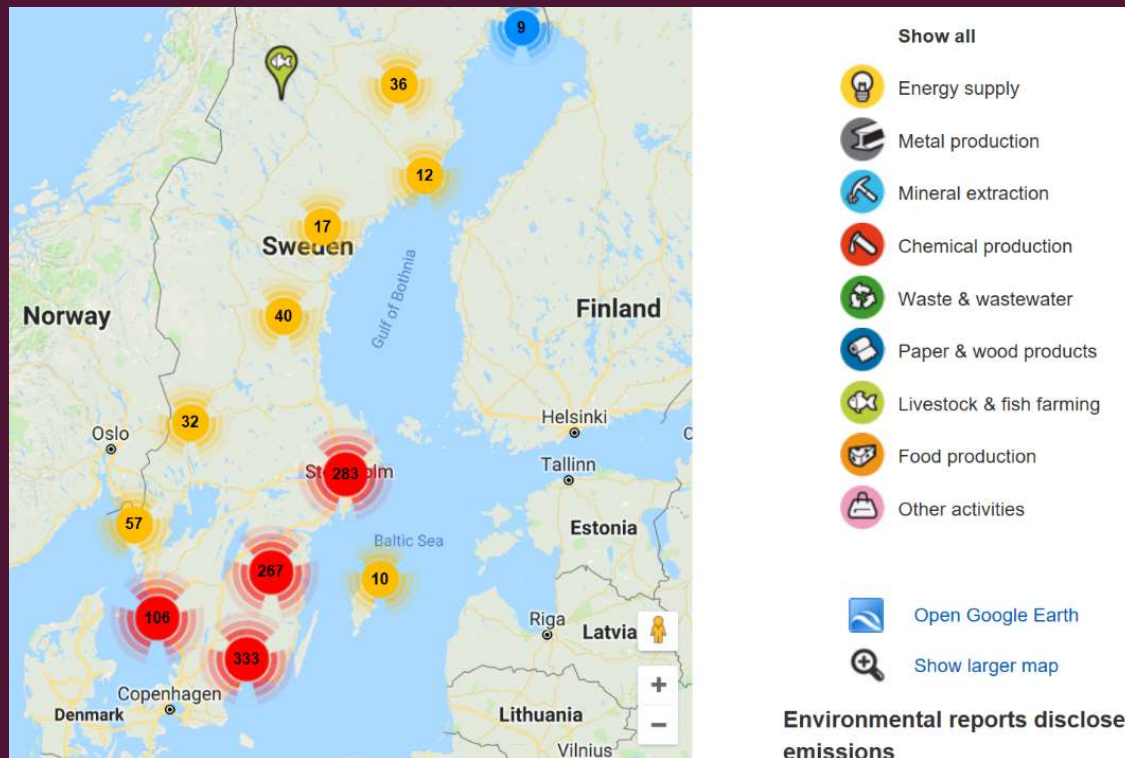 9
36
12
17
Sweden
40
Gulf of Bothnia
Norway
Finland
32
Oslo
Helsinki
Tallinn
283
57
Estonia
Baltic Sea
267
10
106
Riga
Latvia
333
Copenhagen
Denmark
Lithuania
Vilnius
+
−
Show all
Energy supply
Metal production
Mineral extraction
Chemical production
Waste & wastewater
Paper & wood products
Livestock & fish farming
Food production
Other activities
Open Google Earth
Show larger map
Environmental reports disclose
emissions